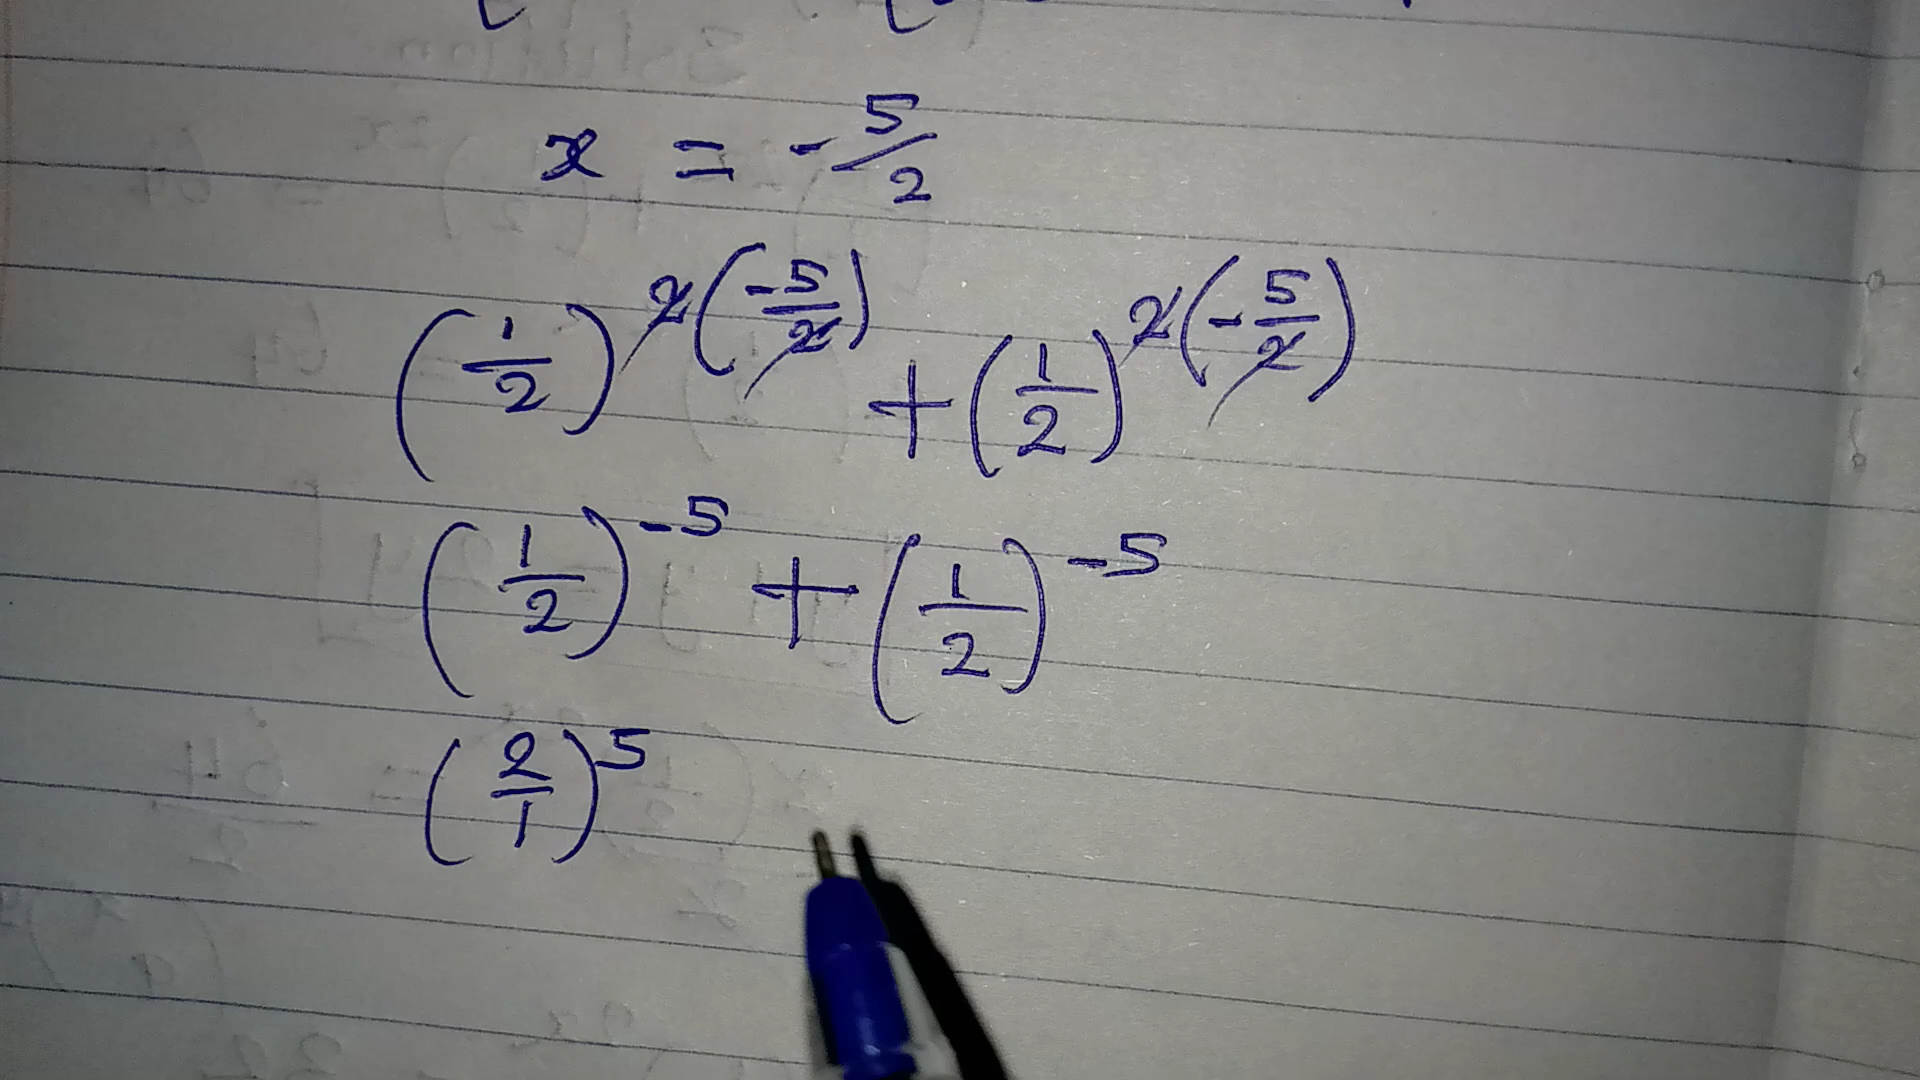 x = -5/2
(1/2)^2(-5/2) + (1/2)^2(-5/2)
(1/2)^-5 + (1/2)^-5
(2/1)^5